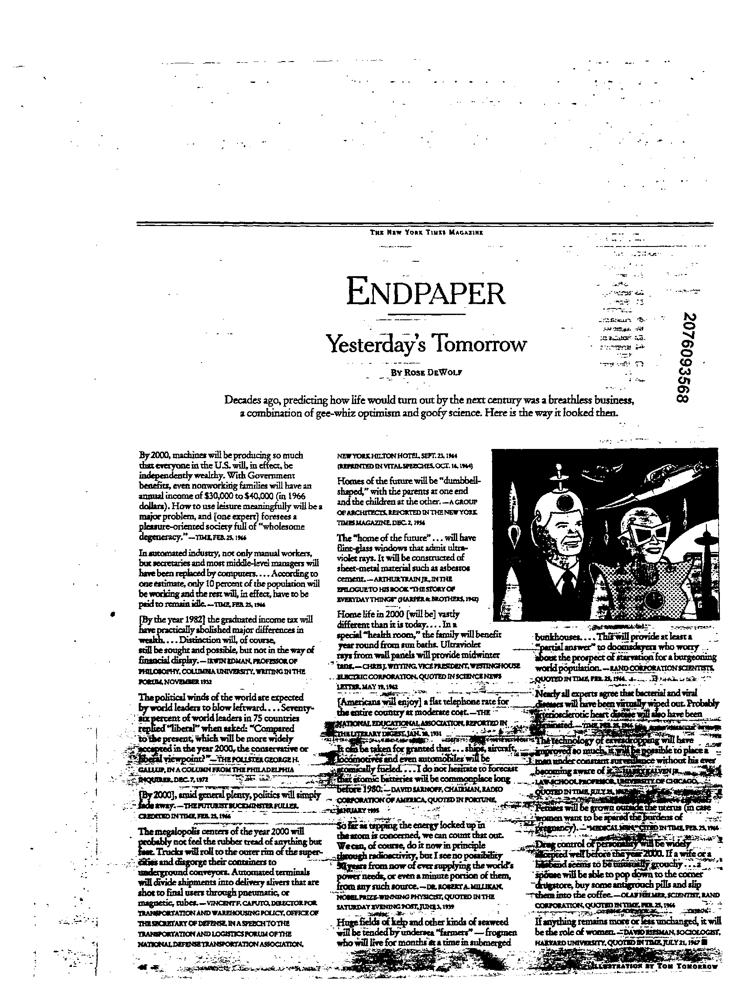 THE NEW YORK TIMES MAGAZINE
ENDPAPER
Yesterday's Tomorrow
BY ROSE DEWOLF
Decades ago, predicting how life would turn out by the next century was a breathless business,
a combination of gee-whiz optimism and goofy science. Here is the way it looked then.
2076093568
By 2000, machines will be producing so much
that everyone in the U.S. will, in effect, be
independently wealthy. With Government
benefits, even nonworking families will have an
annual income of $30,000 to $40,000 (in 1966
dollars). How to use leisure meaningfully will be a
major problem, and [one expert] foresees a
pleasure-oriented society full of "wholesome
degeneracy." —TIME, FEB. 25, 1966
In automated industry, not only manual workers,
but secretaries and most middle-level managers will
have been replaced by computers. . . . According to
one estimate, only 10 percent of the population will
be working and the rest will, in effect, have to be
paid to remain idle. —TIME, FEB. 25, 1966
[By the year 1982] the graduated income tax will
have practically abolished major differences in
wealth. . . . Distinction will, of course,
still be sought and possible, but not in the way of
financial display. —IRWIN EDMAN, PROFESSOR OF
PHILOSOPHY, COLUMBIA UNIVERSITY, WRITING IN THE
FORUM, NOVEMBER 1932
The political winds of the world are expected
by world leaders to blow leftward. . . . Seventy-
six percent of world leaders in 75 countries
replied "liberal" when asked: "Compared
to the present, which will be more widely
accepted in the year 2000, the conservative or
liberal viewpoint?" —THE POLLSTER GEORGE H.
GALLUP, IN A COLUMN FROM THE PHILADELPHIA
INQUIRER, DEC. 7, 1972
[By 2000], amid general plenty, politics will simply
fade away. —THE FUTURIST BUCKMINSTER FULLER,
CREDITED IN TIME, FEB. 25, 1966
The megalopolis centers of the year 2000 will
probably not feel the rubber tread of anything but
feet. Trucks will roll to the outer rim of the super-
cities and disgorge their containers to
underground conveyors. Automated terminals
will divide shipments into delivery slivers that are
shot to final users through pneumatic, or
magnetic, tubes. —VINCENT F. CAPUTO, DIRECTOR FOR
TRANSPORTATION AND WAREHOUSING POLICY, OFFICE OF
THE SECRETARY OF DEFENSE, IN A SPEECH TO THE
TRANSPORTATION AND LOGISTICS FORUM OF THE
NATIONAL DEFENSE TRANSPORTATION ASSOCIATION,
NEW YORK HILTON HOTEL, SEPT. 23, 1964
(REPRINTED IN VITAL SPEECHES, OCT. 14, 1964)
Homes of the future will be "dumbbell-
shaped," with the parents at one end
and the children at the other. —A GROUP
OF ARCHITECTS, REPORTED IN THE NEW YORK
TIMES MAGAZINE, DEC. 2, 1956
The "home of the future" . . . will have
flint-glass windows that admit ultra-
violet rays. It will be constructed of
sheet-metal material such as asbestos
cement. —ARTHUR TRAIN JR., IN THE
EPILOGUE TO HIS BOOK "THE STORY OF
EVERYDAY THINGS" (HARPER & BROTHERS, 1941)
Home life in 2000 [will be] vastly
different than it is today. . . . In a
special "health room," the family will benefit
year round from sun baths. Ultraviolet
rays from wall panels will provide midwinter
tans. —CHRIS J. WITTING, VICE PRESIDENT, WESTINGHOUSE
ELECTRIC CORPORATION, QUOTED IN SCIENCE NEWS
LETTER, MAY 19, 1962
[Americans will enjoy] a flat telephone rate for
the entire country at moderate cost. —THE
NATIONAL EDUCATIONAL ASSOCIATION, REPORTED IN
THE LITERARY DIGEST, JAN. 10, 1931
It can be taken for granted that . . . ships, aircraft,
locomotives and even automobiles will be
atomically fueled. . . . I do not hesitate to forecast
that atomic batteries will be commonplace long
before 1980. —DAVID SARNOFF, CHAIRMAN, RADIO
CORPORATION OF AMERICA, QUOTED IN FORTUNE,
JANUARY 1955
So far as tapping the energy locked up in
the atom is concerned, we can count that out.
We can, of course, do it now in principle
through radioactivity, but I see no possibility
50 years from now of ever supplying the world's
power needs, or even a minute portion of them,
from any such source. —DR. ROBERT A. MILLIKAN,
NOBEL PRIZE-WINNING PHYSICIST, QUOTED IN THE
SATURDAY EVENING POST, JUNE 3, 1939
Huge fields of kelp and other kinds of seaweed
will be tended by undersea "farmers" — frogmen
who will live for months at a time in submerged
bunkhouses. . . . This will provide at least a
"partial answer" to doomsdayers who worry
about the prospect of starvation for a burgeoning
world population. —RAND CORPORATION SCIENTISTS,
QUOTED IN TIME, FEB. 25, 1966
Nearly all experts agree that bacterial and viral
diseases will have been virtually wiped out. Probably
arteriosclerotic heart disease will also have been
eliminated. —TIME, FEB. 25, 1966
The technology of eavesdropping will have
improved so much, it will be possible to place a
man under constant surveillance without his ever
becoming aware of KALVEN JR.,
LAW-SCHOOL PROFESSOR, UNIVERSITY OF CHICAGO,
QUOTED IN TIME, JULY
Fetuses will be grown outside the uterus (in case
women want to be spared the burdens of
pregnancy). —"MEDICAL MEN," CITED IN TIME, FEB. 25, 1966
Drug control of personality will be widely
accepted well before the year 2000. If a wife or a
husband seems to be unusually grouchy . . . a
spouse will be able to pop down to the corner
drugstore, buy some antigrouch pills and slip
them into the coffee. —OLAF HELMER, SCIENTIST, RAND
CORPORATION, QUOTED IN TIME, FEB. 25, 1966
If anything remains more or less unchanged, it will
be the role of women. —DAVID RIESMAN, SOCIOLOGIST,
HARVARD UNIVERSITY, QUOTED IN TIME, JULY 21, 1967
ILLUSTRATION BY TOM TOMORROW